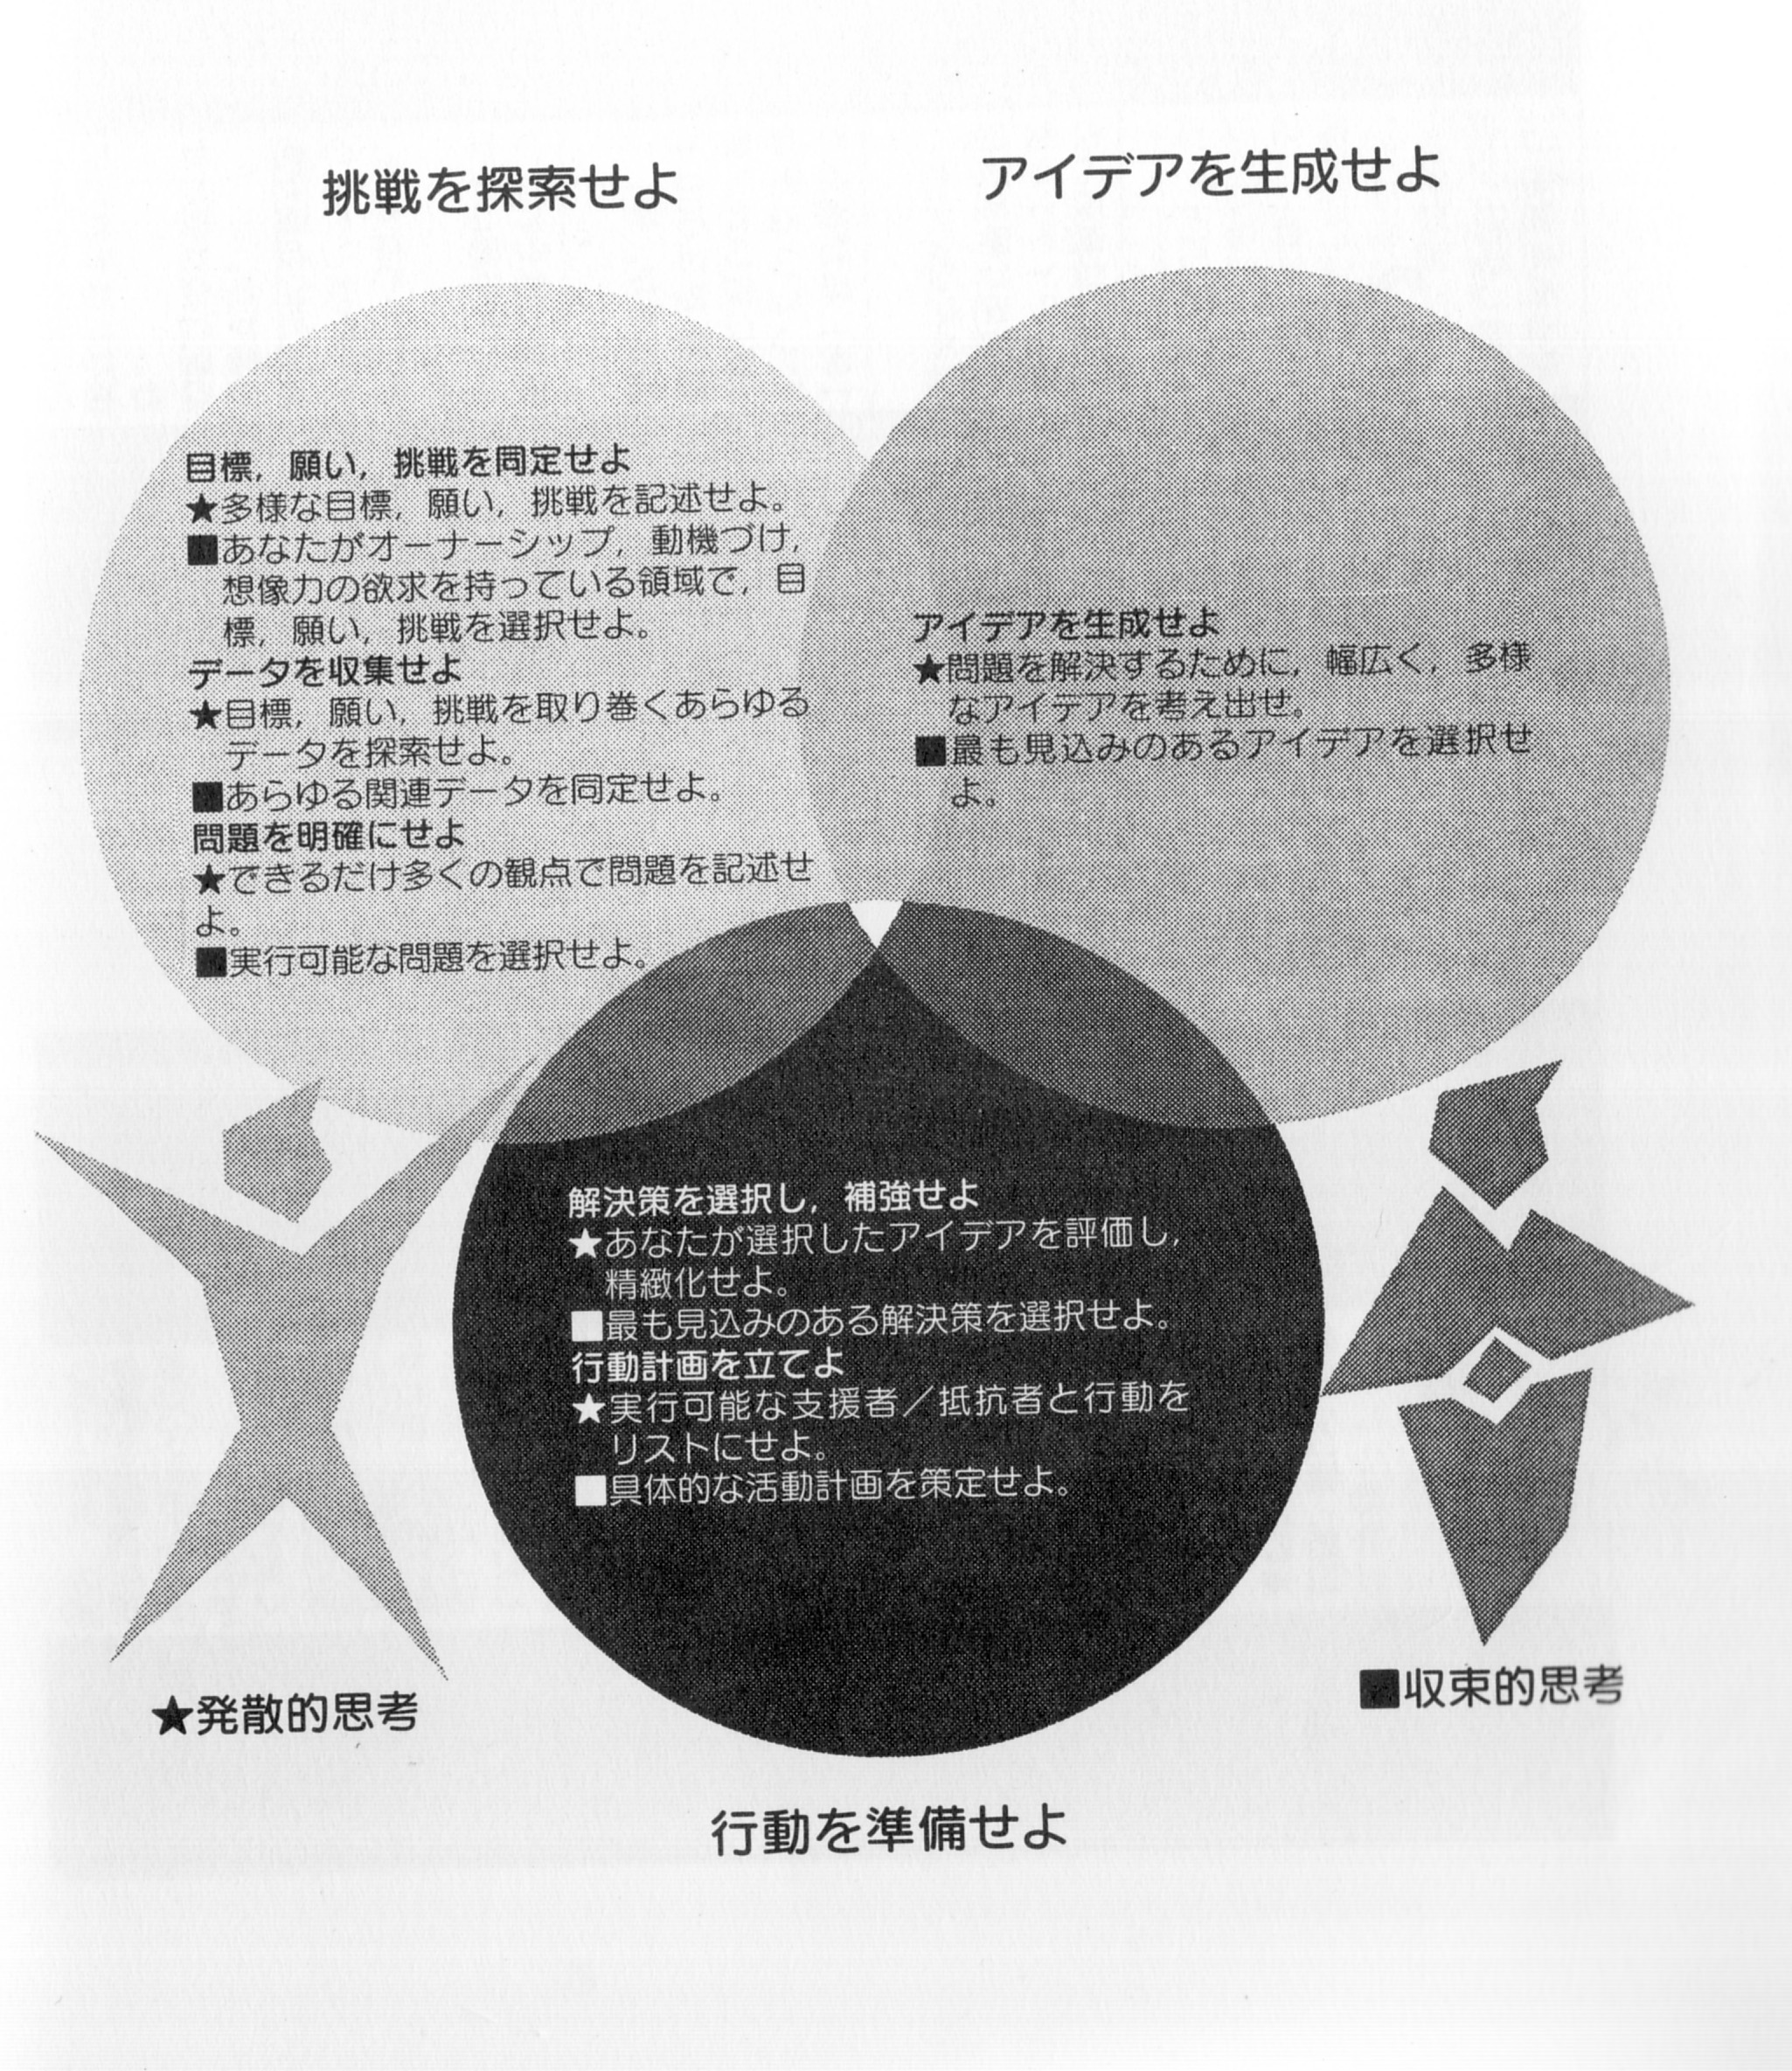 挑戦を探索せよ
アイデアを生成せよ
目標，願い，挑戦を同定せよ
★多様な目標，願い，挑戦を記述せよ。
■あなたがオーナーシップ，動機づけ，
想像力の欲求を持っている領域で，目
標，願い，挑戦を選択せよ。
データを収集せよ
★目標，願い，挑戦を取り巻くあらゆる
データを探索せよ。
■あらゆる関連データを同定せよ。
問題を明確にせよ
★できるだけ多くの観点で問題を記述せ
よ。
■実行可能な問題を選択せよ。
アイデアを生成せよ
★問題を解決するために，幅広く，多様
なアイデアを考え出せ。
■最も見込みのあるアイデアを選択せ
よ。
解決策を選択し，補強せよ
★あなたが選択したアイデアを評価し，
精緻化せよ。
■最も見込みのある解決策を選択せよ。
行動計画を立てよ
★実行可能な支援者／抵抗者と行動を
リストにせよ。
■具体的な活動計画を策定せよ。
★発散的思考
■収束的思考
行動を準備せよ